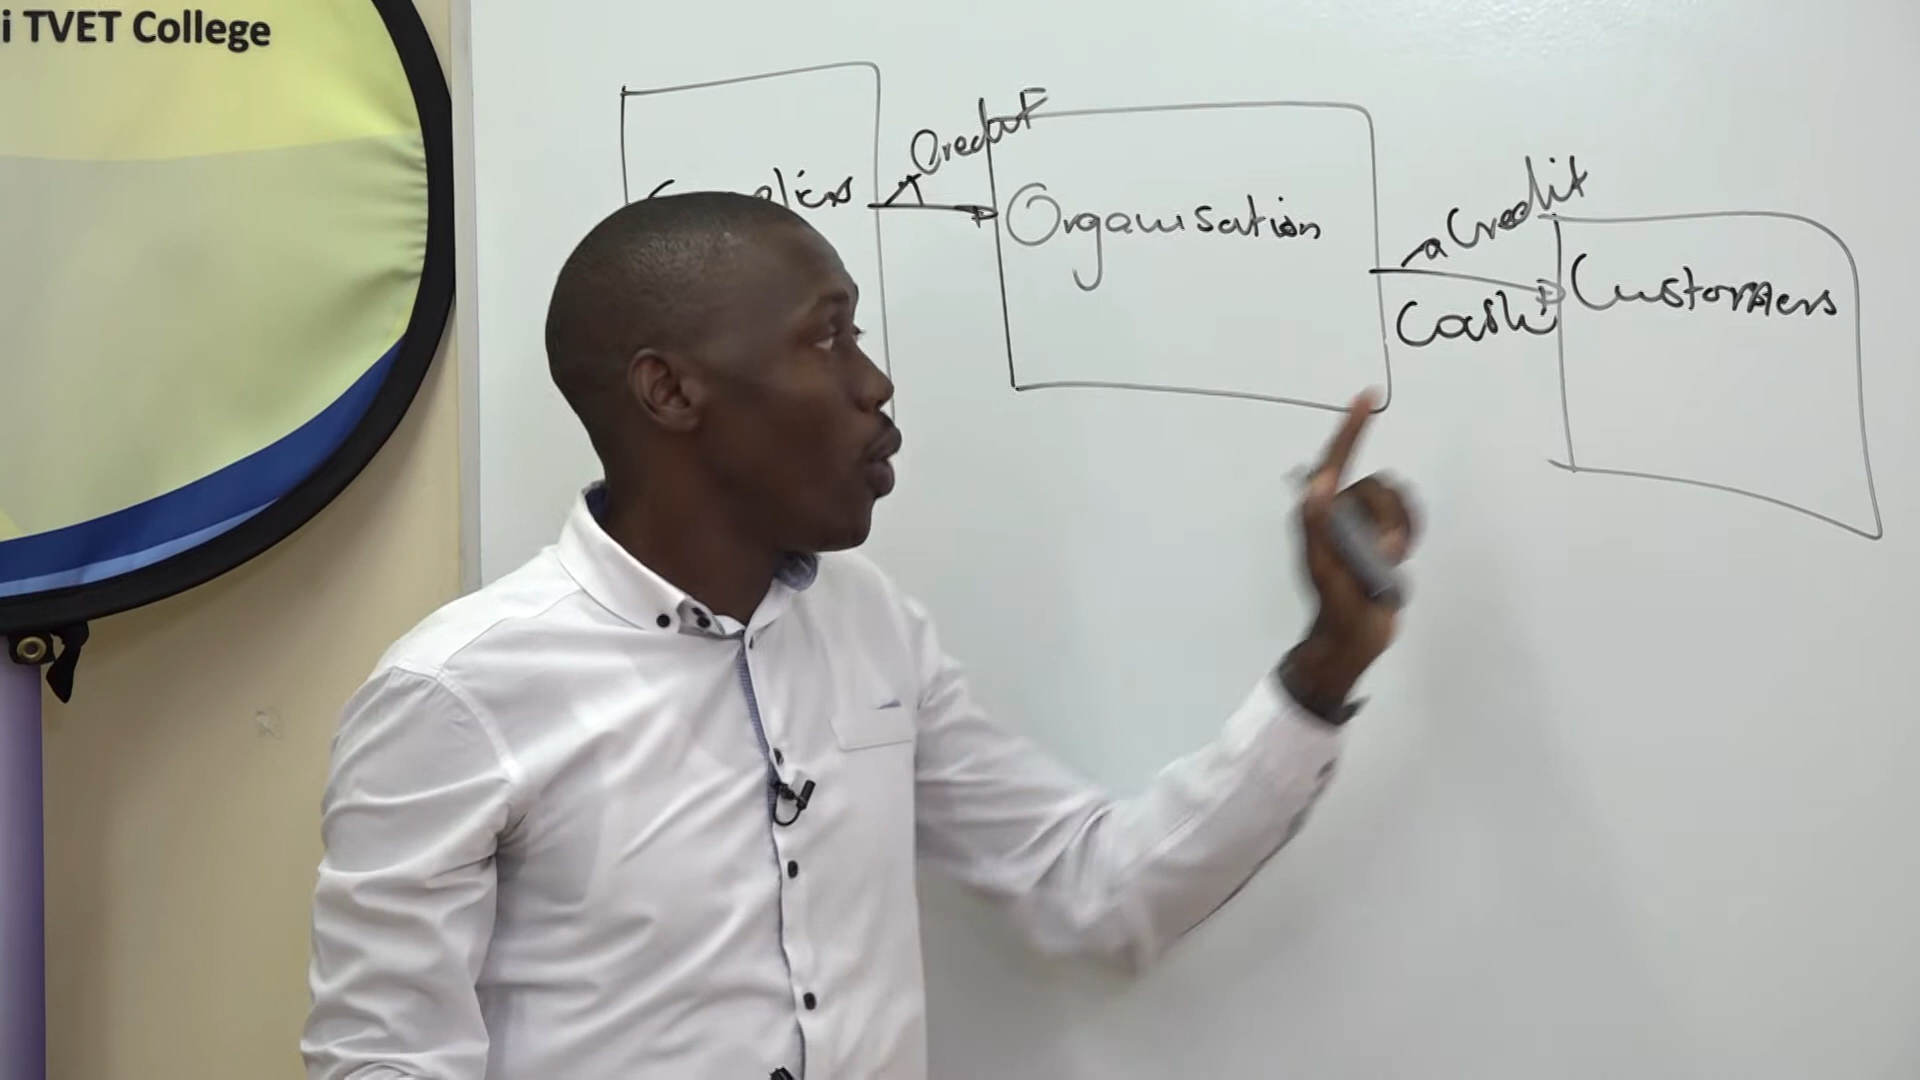 i TVET College
Credit
Organisation
Credit
Cash
Customers